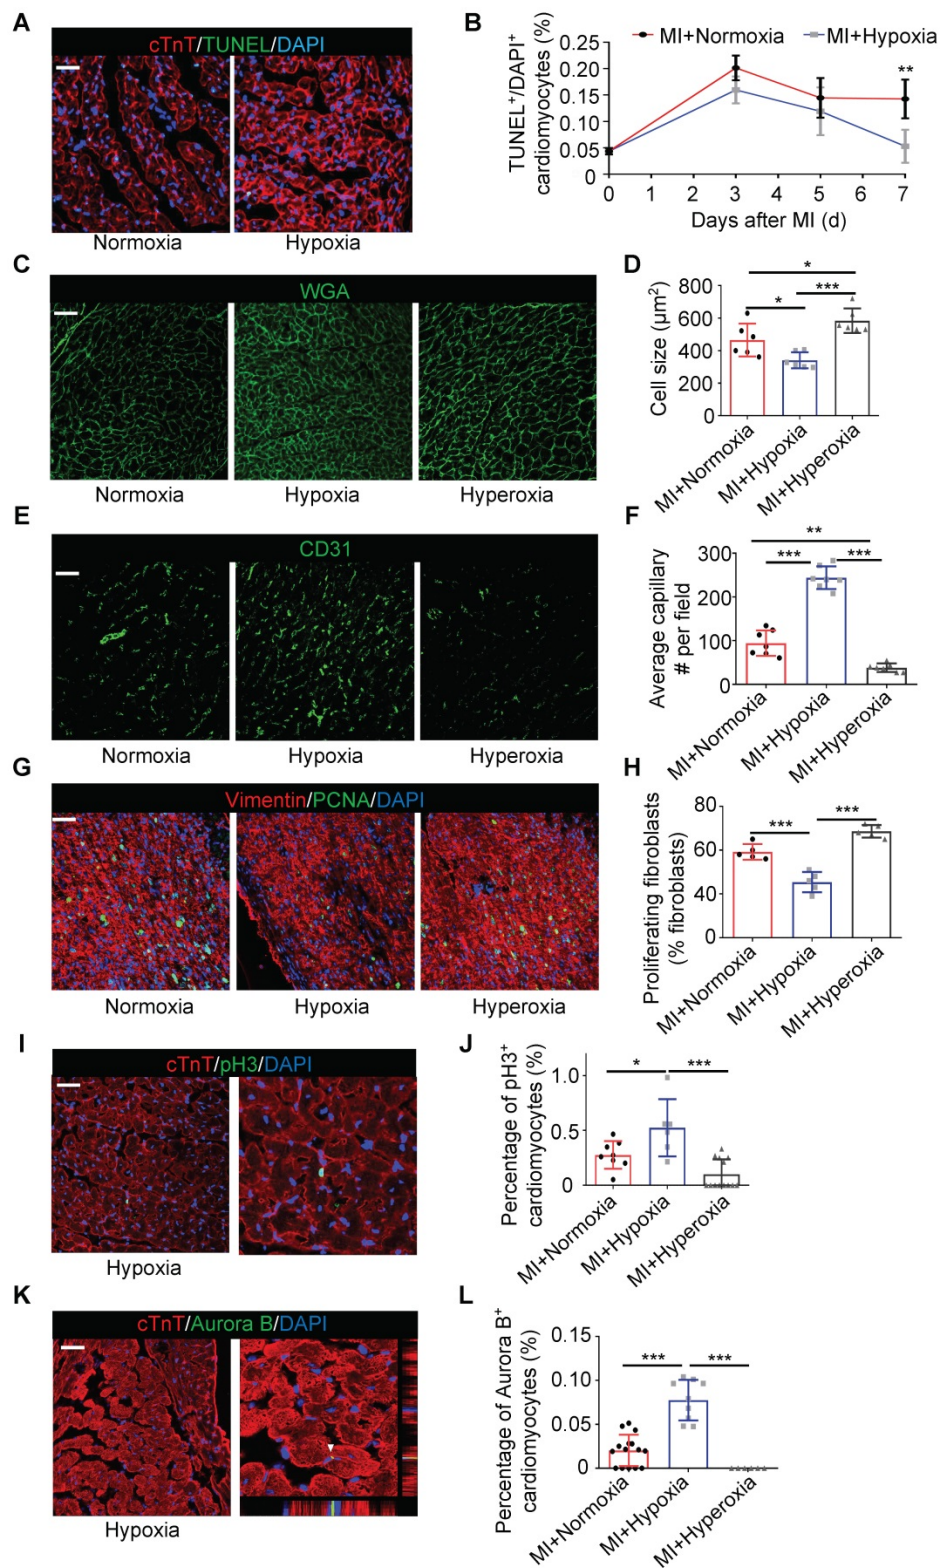 A
cTnT/TUNEL/DAPI
Normoxia
Hypoxia
B
MI+Normoxia
MI+Hypoxia
TUNEL+/DAPI+
cardiomyocytes (%)
0.20
0.15
0.10
0.05
0
**
0 1 2 3 4 5 6 7
Days after MI (d)
C
WGA
Normoxia
Hypoxia
Hyperoxia
D
Cell size (µm²)
800
600
400
200
0
*
*
***
MI+Normoxia
MI+Hypoxia
MI+Hyperoxia
E
CD31
Normoxia
Hypoxia
Hyperoxia
F
Average capillary
# per field
300
200
100
0
**
***
***
MI+Normoxia
MI+Hypoxia
MI+Hyperoxia
G
Vimentin/PCNA/DAPI
Normoxia
Hypoxia
Hyperoxia
H
Proliferating fibroblasts
(% fibroblasts)
80
60
40
0
***
***
MI+Normoxia
MI+Hypoxia
MI+Hyperoxia
I
cTnT/pH3/DAPI
Hypoxia
J
Percentage of pH3+
cardiomyocytes (%)
1.0
0.5
0
*
***
MI+Normoxia
MI+Hypoxia
MI+Hyperoxia
K
cTnT/Aurora B/DAPI
Hypoxia
L
Percentage of Aurora B+
cardiomyocytes (%)
0.15
0.10
0.05
0
***
***
MI+Normoxia
MI+Hypoxia
MI+Hyperoxia